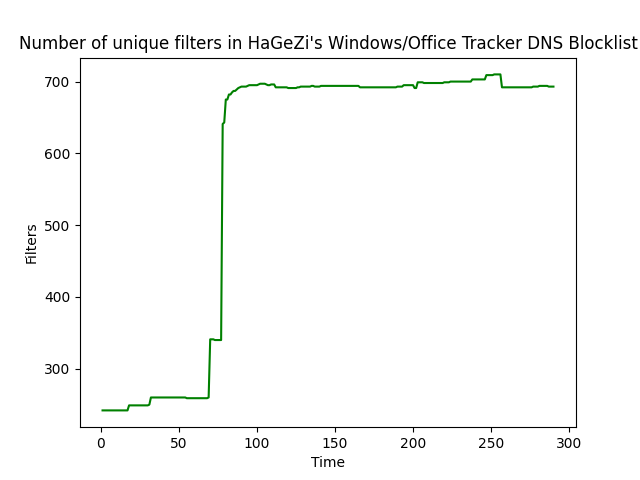 Number of unique filters in HaGeZi's Windows/Office Tracker DNS Blocklist
700
600
500
400
300
Filters
0 50 100 150 200 250 300
Time